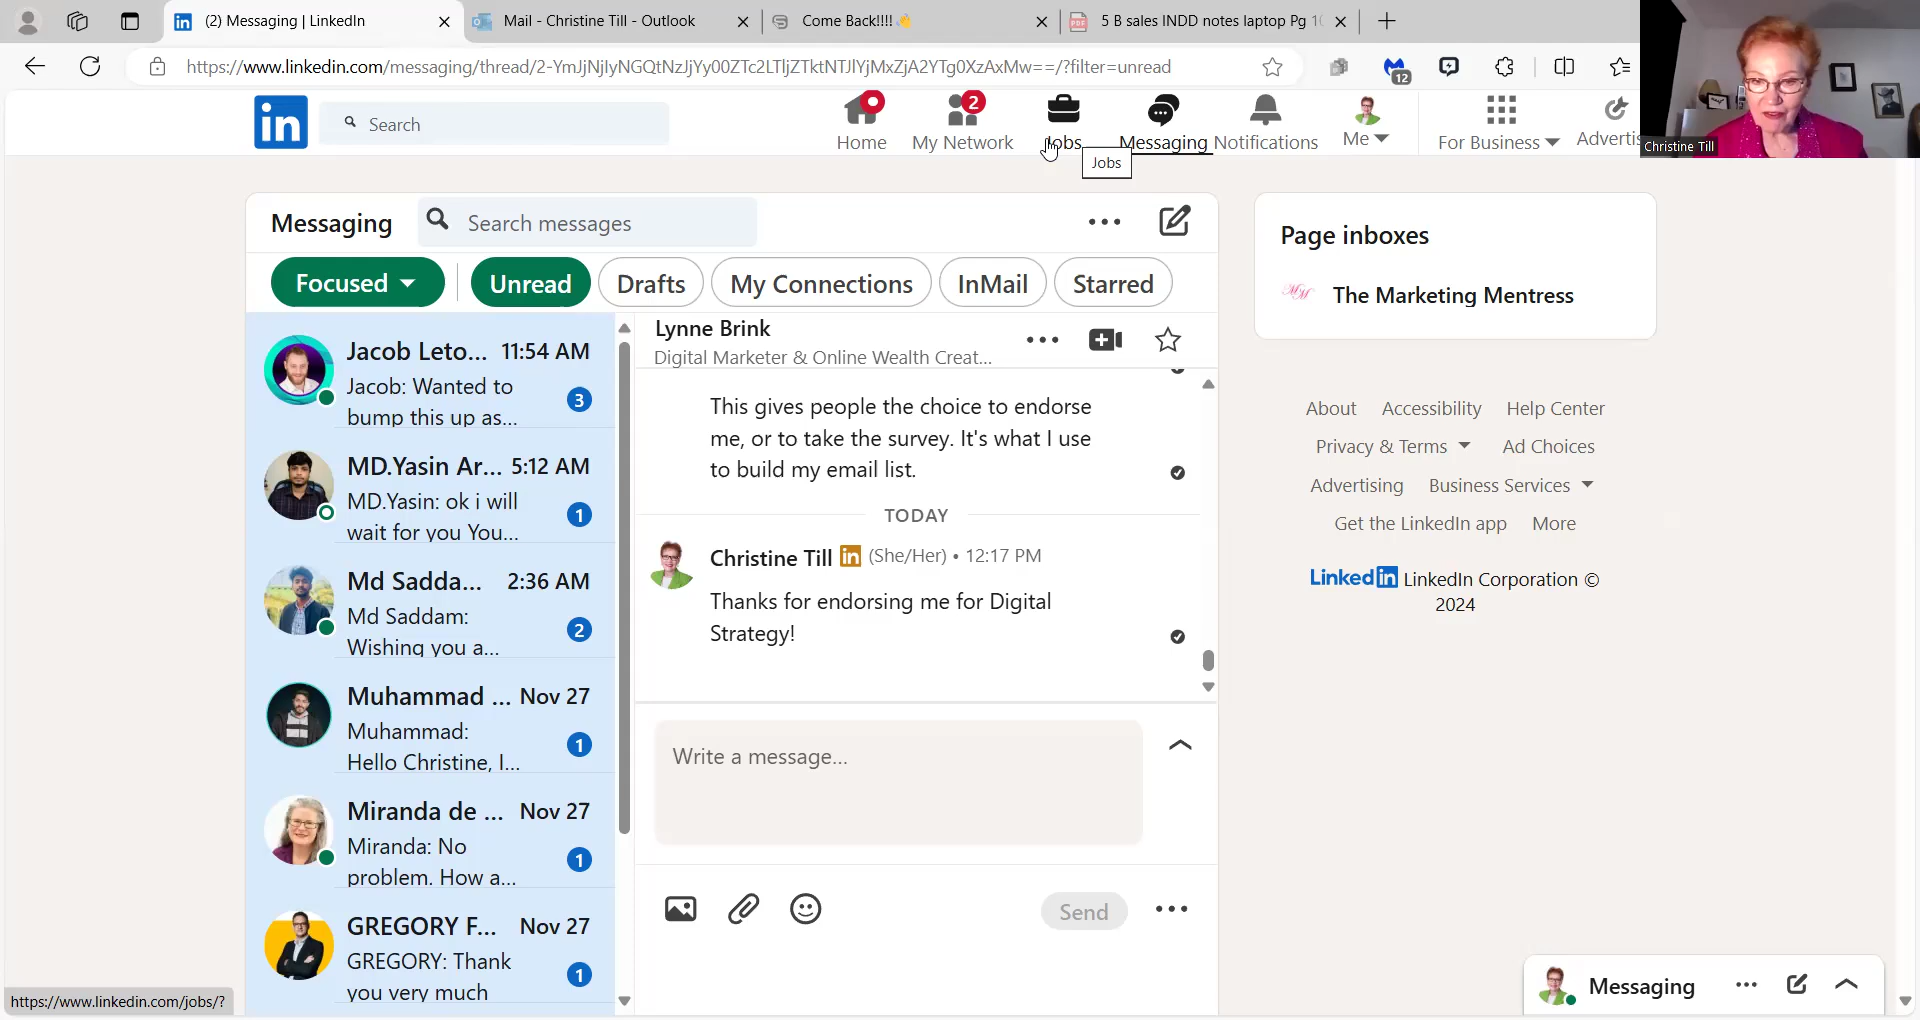 (2) Messaging | LinkedIn
Mail - Christine Till - Outlook
Come Back!!!!👋
5 B sales INDD notes laptop Pg
https://www.linkedin.com/messaging/thread/2-YmJjNjIyNGQtNzJjYy00ZTc2LTljZTktNTJlYjMxZjA2YTg0XzAxMw==/?filter=unread
12
Christine Till
in
Search
Home
2
My Network
Jobs
Messaging
Notifications
Me
For Business
Jobs
Messaging
Search messages
Focused
Unread
Drafts
My Connections
InMail
Starred
Jacob Leto... 11:54 AM
Jacob: Wanted to
bump this up as...
3
MD.Yasin Ar... 5:12 AM
MD.Yasin: ok i will
wait for you You...
1
Md Sadda... 2:36 AM
Md Saddam:
Wishing you a...
2
Muhammad ... Nov 27
Muhammad:
Hello Christine, I...
1
Miranda de ... Nov 27
Miranda: No
problem. How a...
1
GREGORY F... Nov 27
GREGORY: Thank
you very much
1
Lynne Brink
Digital Marketer & Online Wealth Creat...
This gives people the choice to endorse
me, or to take the survey. It's what I use
to build my email list.
TODAY
Christine Till in (She/Her) • 12:17 PM
Thanks for endorsing me for Digital
Strategy!
Write a message...
Send
Page inboxes
MM The Marketing Mentress
About Accessibility Help Center
Privacy & Terms Ad Choices
Advertising Business Services
Get the LinkedIn app More
LinkedIn LinkedIn Corporation ©
2024
Messaging
https://www.linkedin.com/jobs/?